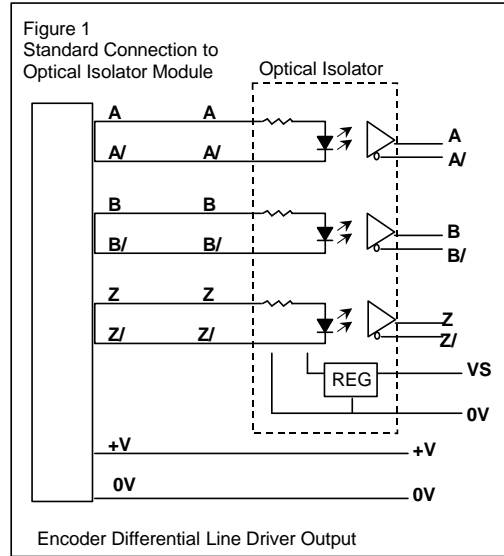 Figure 1
Standard Connection to
Optical Isolator Module
Optical Isolator
A A
A
A/ A/
A/
B B
B
B/ B/
B/
Z Z
Z
Z/ Z/
Z/
VS
REG
0V
+V +V
0V 0V
Encoder Differential Line Driver Output